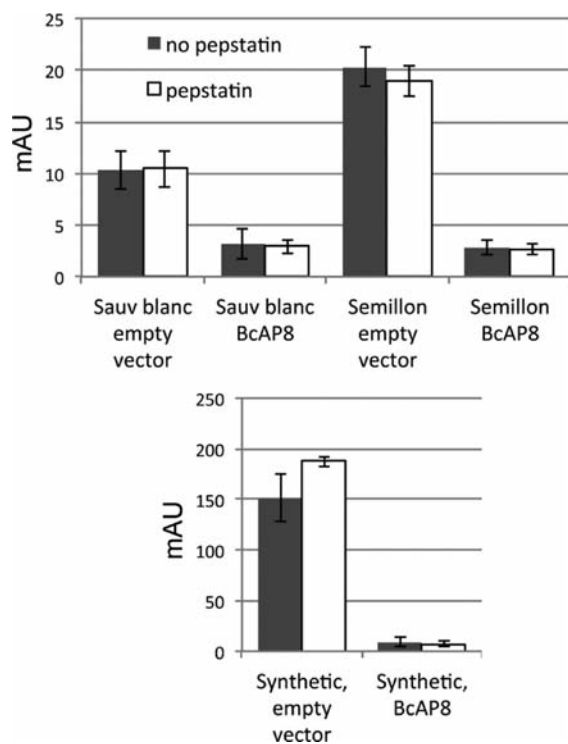 25
no pepstatin
20
pepstatin
15
mAU
10
5
0
Sauv blanc empty vector
Sauv blanc BcAP8
Semillon empty vector
Semillon BcAP8
250
200
150
mAU
100
50
0
Synthetic, empty vector
Synthetic, BcAP8